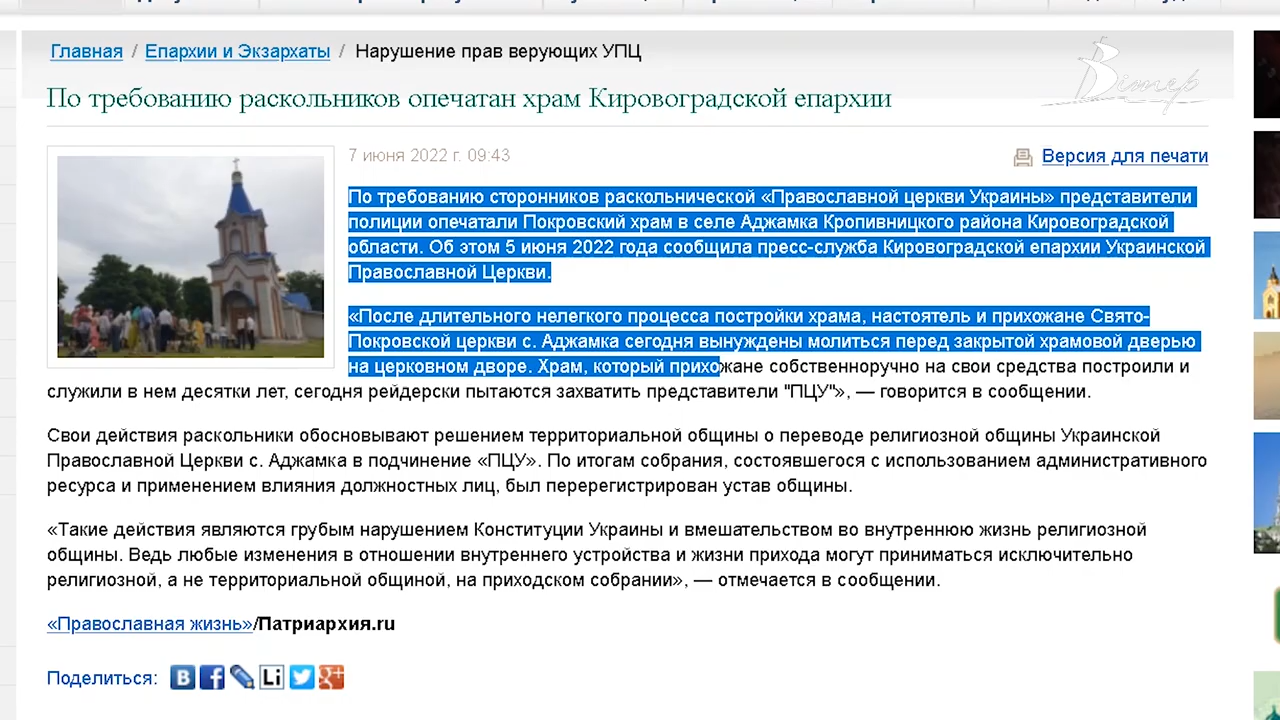 Главная / Епархии и Экзархаты / Нарушение прав верующих УПЦ
Вітер
По требованию раскольников опечатан храм Кировоградской епархии
7 июня 2022 г. 09:43
Версия для печати
По требованию сторонников раскольнической «Православной церкви Украины» представители
полиции опечатали Покровский храм в селе Аджамка Кропивницкого района Кировоградской
области. Об этом 5 июня 2022 года сообщила пресс-служба Кировоградской епархии Украинской
Православной Церкви.
«После длительного нелегкого процесса постройки храма, настоятель и прихожане Свято-
Покровской церкви с. Аджамка сегодня вынуждены молиться перед закрытой храмовой дверью
на церковном дворе. Храм, который прихожане собственноручно на свои средства построили и
служили в нем десятки лет, сегодня рейдерски пытаются захватить представители "ПЦУ"», — говорится в сообщении.
Свои действия раскольники обосновывают решением территориальной общины о переводе религиозной общины Украинской
Православной Церкви с. Аджамка в подчинение «ПЦУ». По итогам собрания, состоявшегося с использованием административного
ресурса и применением влияния должностных лиц, был перерегистрирован устав общины.
«Такие действия являются грубым нарушением Конституции Украины и вмешательством во внутреннюю жизнь религиозной
общины. Ведь любые изменения в отношении внутреннего устройства и жизни прихода могут приниматься исключительно
религиозной, а не территориальной общиной, на приходском собрании», — отмечается в сообщении.
«Православная жизнь»/Патриархия.ru
Поделиться: